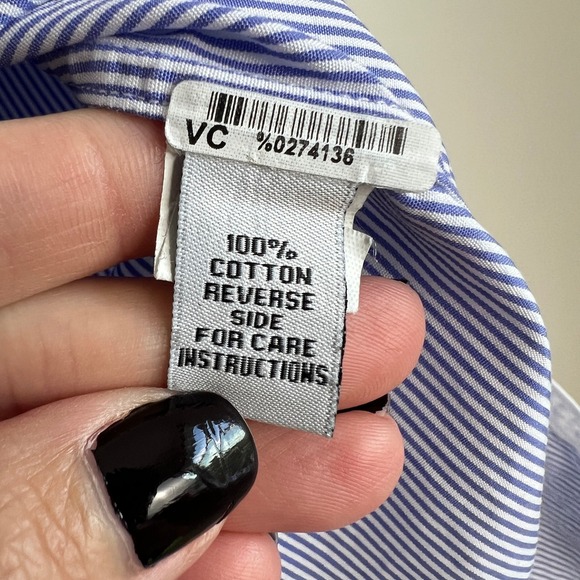 VC %0274136
100%
COTTON
REVERSE
SIDE
FOR CARE
INSTRUCTIONS